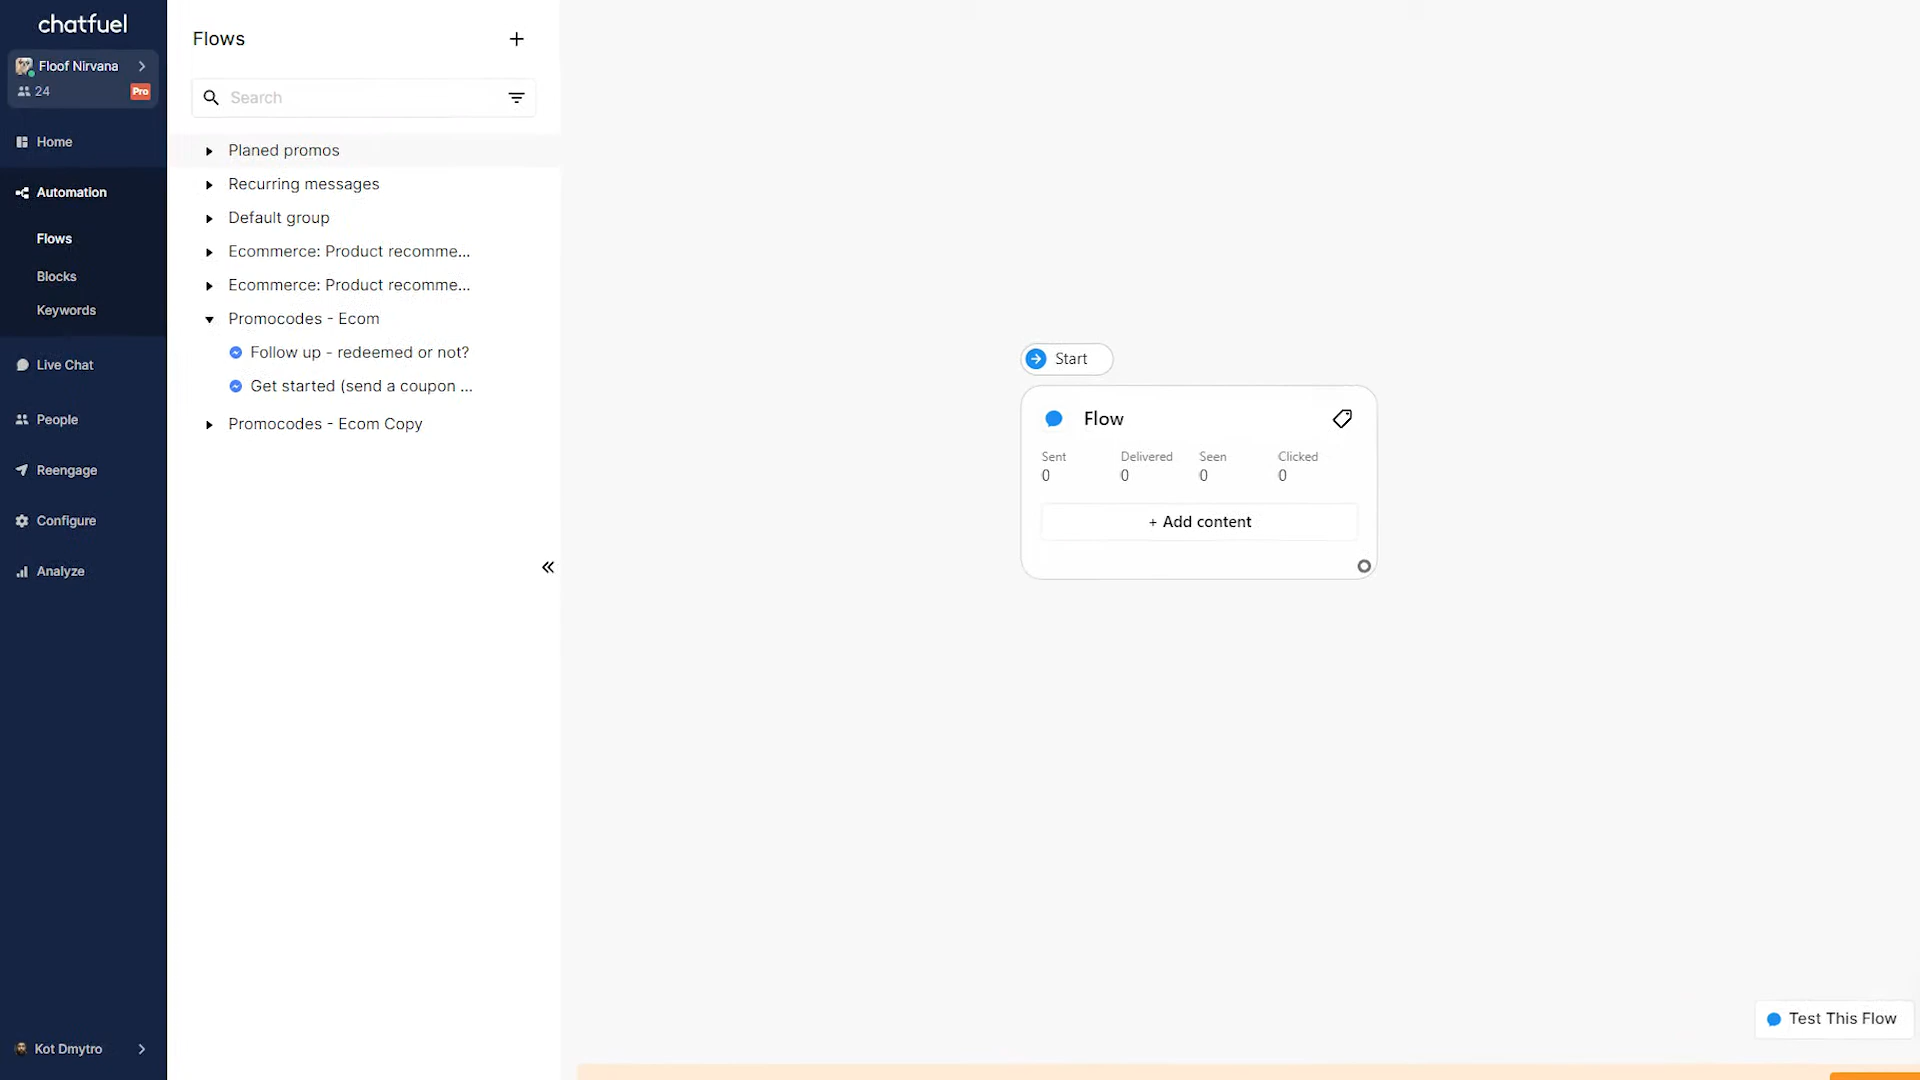 chatfuel
Floof Nirvana
24
Pro
Home
Automation
Flows
Blocks
Keywords
Live Chat
People
Reengage
Configure
Analyze
Kot Dmytro
Flows
Search
Planed promos
Recurring messages
Default group
Ecommerce: Product recomme...
Ecommerce: Product recomme...
Promocodes - Ecom
Follow up - redeemed or not?
Get started (send a coupon ...
Promocodes - Ecom Copy
Start
Flow
Sent Delivered Seen Clicked
0 0 0 0
+ Add content
Test This Flow